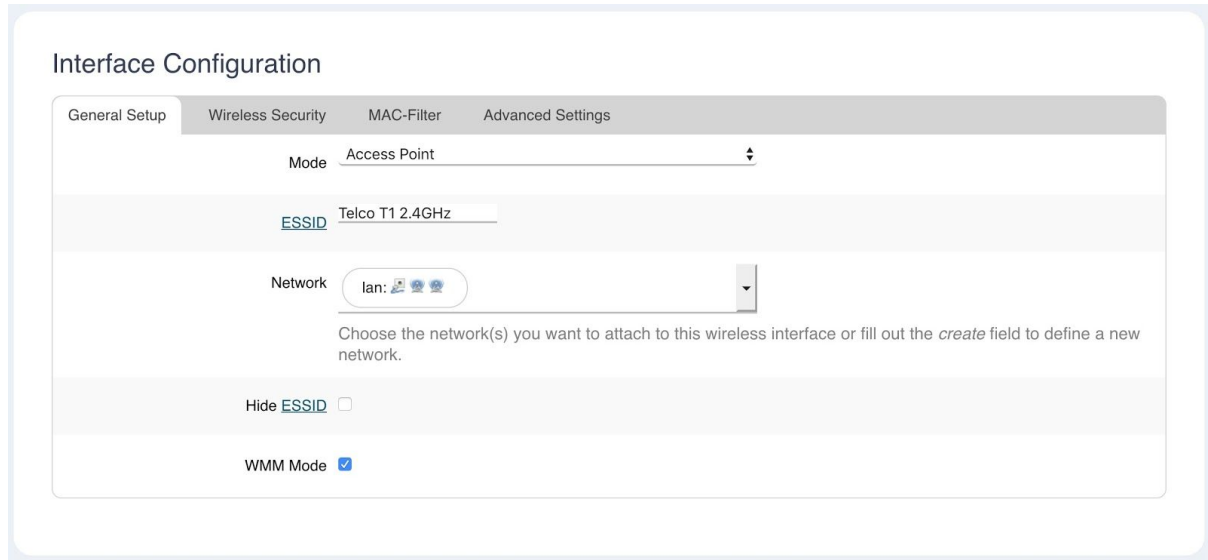 Interface Configuration
General Setup Wireless Security MAC-Filter Advanced Settings
Mode Access Point
ESSID Telco T1 2.4GHz
Network lan:
Choose the network(s) you want to attach to this wireless interface or fill out the create field to define a new
network.
Hide ESSID
WMM Mode